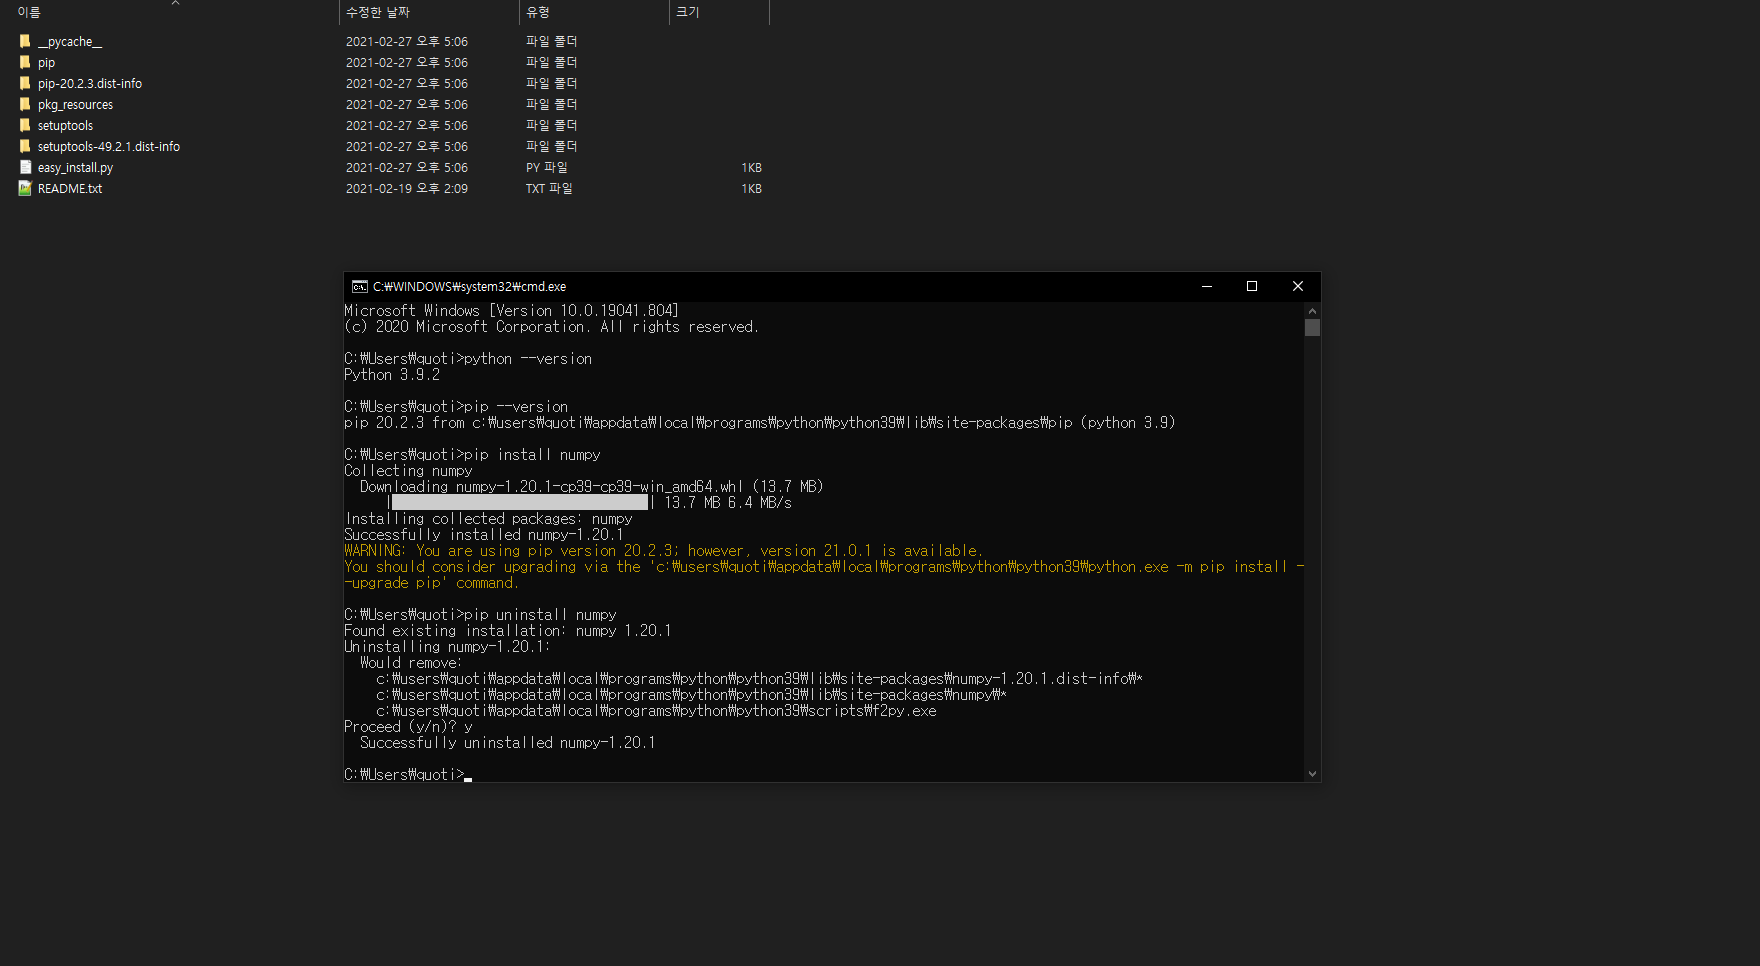 이름 수정한 날짜 유형 크기
__pycache__ 2021-02-27 오후 5:06 파일 폴더
pip 2021-02-27 오후 5:06 파일 폴더
pip-20.2.3.dist-info 2021-02-27 오후 5:06 파일 폴더
pkg_resources 2021-02-27 오후 5:06 파일 폴더
setuptools 2021-02-27 오후 5:06 파일 폴더
setuptools-49.2.1.dist-info 2021-02-27 오후 5:06 파일 폴더
easy_install.py 2021-02-27 오후 5:06 PY 파일 1KB
README.txt 2021-02-19 오후 2:09 TXT 파일 1KB
C:₩WINDOWS₩system32₩cmd.exe
Microsoft Windows [Version 10.0.19041.804]
(c) 2020 Microsoft Corporation. All rights reserved.
C:₩Users₩quoti>python --version
Python 3.9.2
C:₩Users₩quoti>pip --version
pip 20.2.3 from c:₩users₩quoti₩appdata₩local₩programs₩python₩python39₩lib₩site-packages₩pip (python 3.9)
C:₩Users₩quoti>pip install numpy
Collecting numpy
Downloading numpy-1.20.1-cp39-cp39-win_amd64.whl (13.7 MB)
| | 13.7 MB 6.4 MB/s
Installing collected packages: numpy
Successfully installed numpy-1.20.1
WARNING: You are using pip version 20.2.3; however, version 21.0.1 is available.
You should consider upgrading via the 'c:₩users₩quoti₩appdata₩local₩programs₩python₩python39₩python.exe -m pip install -
-upgrade pip' command.
C:₩Users₩quoti>pip uninstall numpy
Found existing installation: numpy 1.20.1
Uninstalling numpy-1.20.1:
Would remove:
c:₩users₩quoti₩appdata₩local₩programs₩python₩python39₩lib₩site-packages₩numpy-1.20.1.dist-info₩*
c:₩users₩quoti₩appdata₩local₩programs₩python₩python39₩lib₩site-packages₩numpy₩*
c:₩users₩quoti₩appdata₩local₩programs₩python₩python39₩scripts₩f2py.exe
Proceed (y/n)? y
Successfully uninstalled numpy-1.20.1
C:₩Users₩quoti>